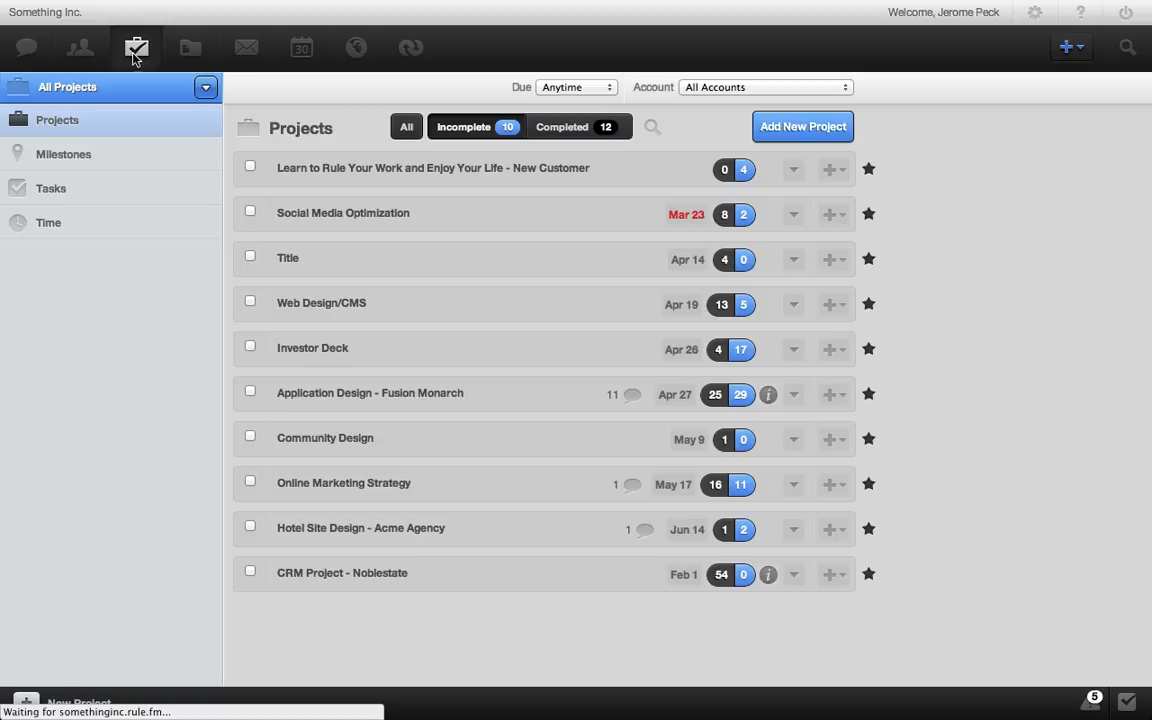 Something Inc.
Welcome, Jerome Peck
?
30
All Projects
Due Anytime Account All Accounts
Projects
Milestones
Tasks
Time
Projects
All Incomplete 10 Completed 12
Add New Project
Learn to Rule Your Work and Enjoy Your Life - New Customer 0 4
Social Media Optimization Mar 23 8 2
Title Apr 14 4 0
Web Design/CMS Apr 19 13 5
Investor Deck Apr 26 4 17
Application Design - Fusion Monarch 11 Apr 27 25 29 i
Community Design May 9 1 0
Online Marketing Strategy 1 May 17 16 11
Hotel Site Design - Acme Agency 1 Jun 14 1 2
CRM Project - Noblestate Feb 1 54 0 i
New Project
5
Waiting for somethinginc.rule.fm...